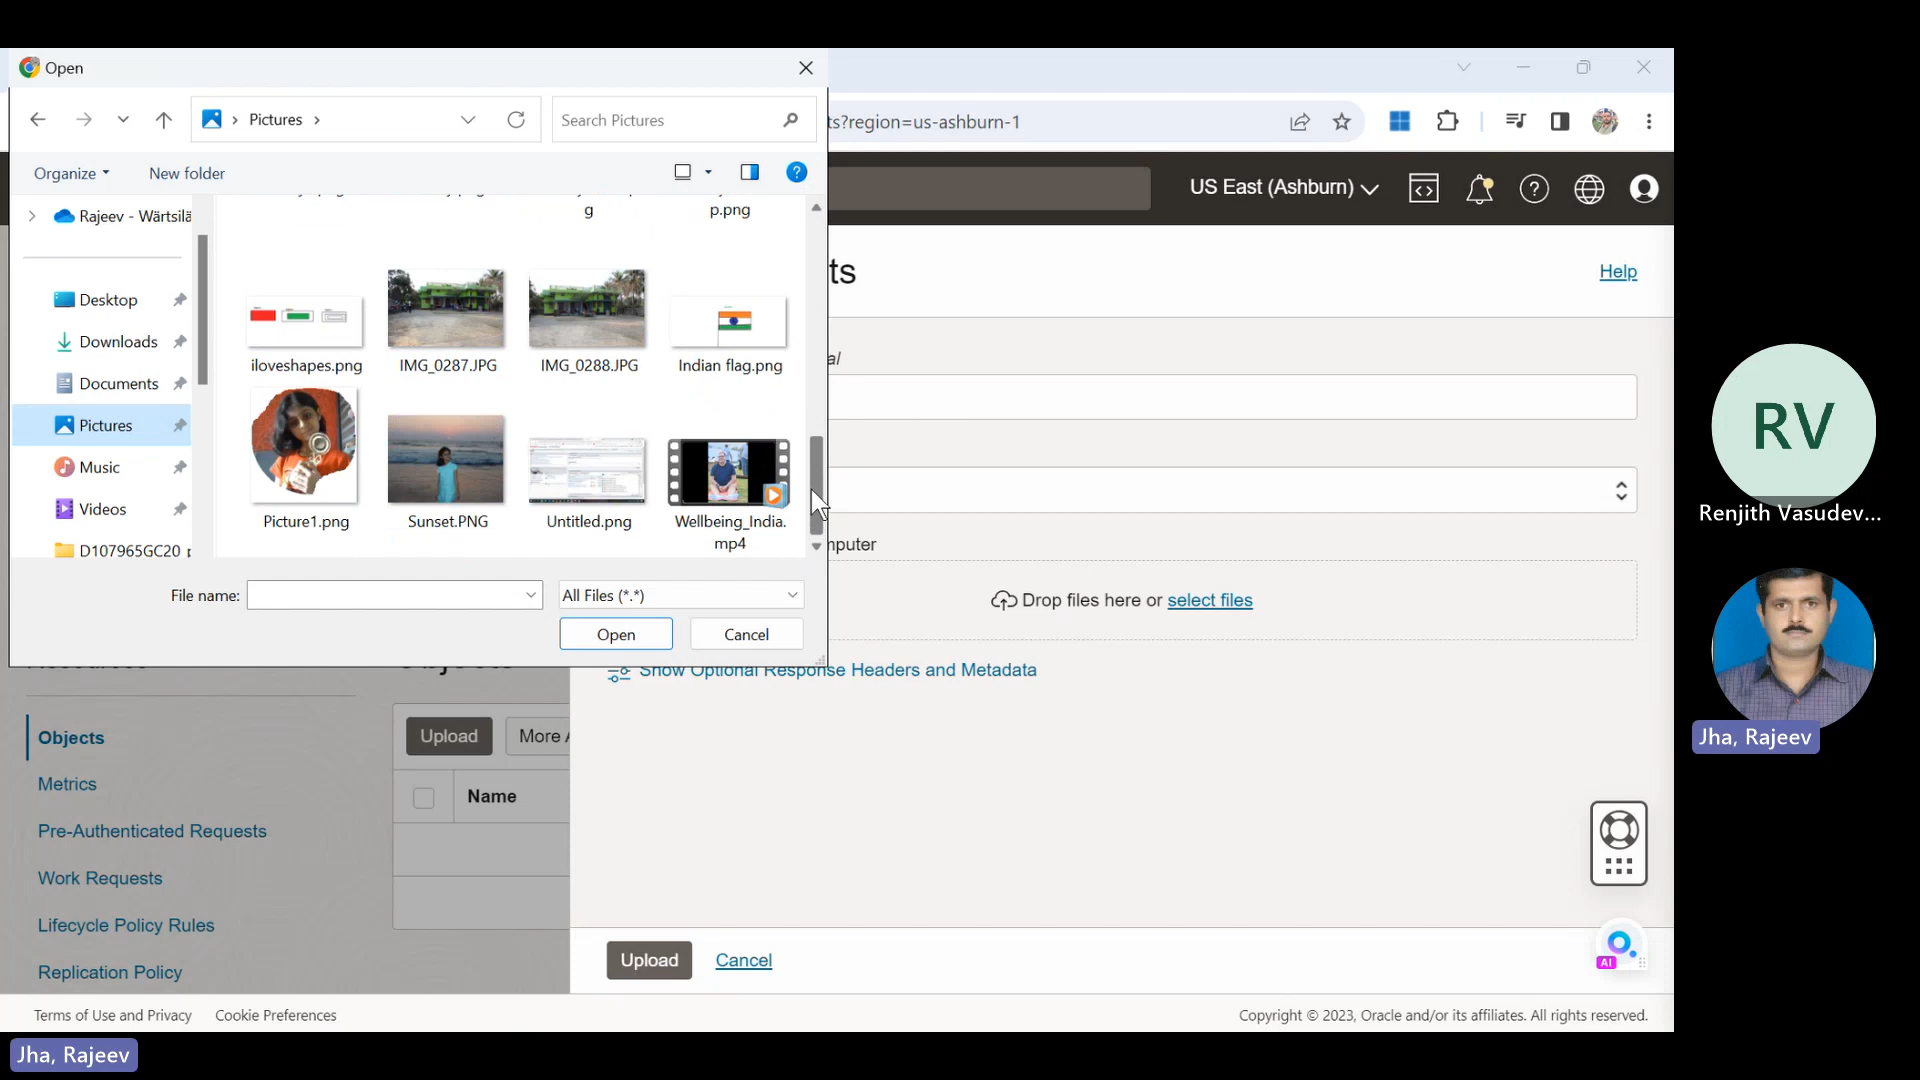 Open
Pictures
Search Pictures
ts?region=us-ashburn-1
Organize
New folder
US East (Ashburn)
Rajeev - Wärtsilä
g
p.png
Desktop
Downloads
Documents
Pictures
Music
Videos
D107965GC20
iloveshapes.png
IMG_0287.JPG
IMG_0288.JPG
Indian flag.png
Picture1.png
Sunset.PNG
Untitled.png
Wellbeing_India.
mp4
File name:
All Files (*.*)
Open
Cancel
ts
Help
al
mputer
Drop files here or select files
Show Optional Response Headers and Metadata
Objects
Metrics
Pre-Authenticated Requests
Work Requests
Lifecycle Policy Rules
Replication Policy
Upload
More A
Name
Upload
Cancel
AI
Terms of Use and Privacy
Cookie Preferences
Copyright © 2023, Oracle and/or its affiliates. All rights reserved.
RV
Renjith Vasudev...
Jha, Rajeev
Jha, Rajeev